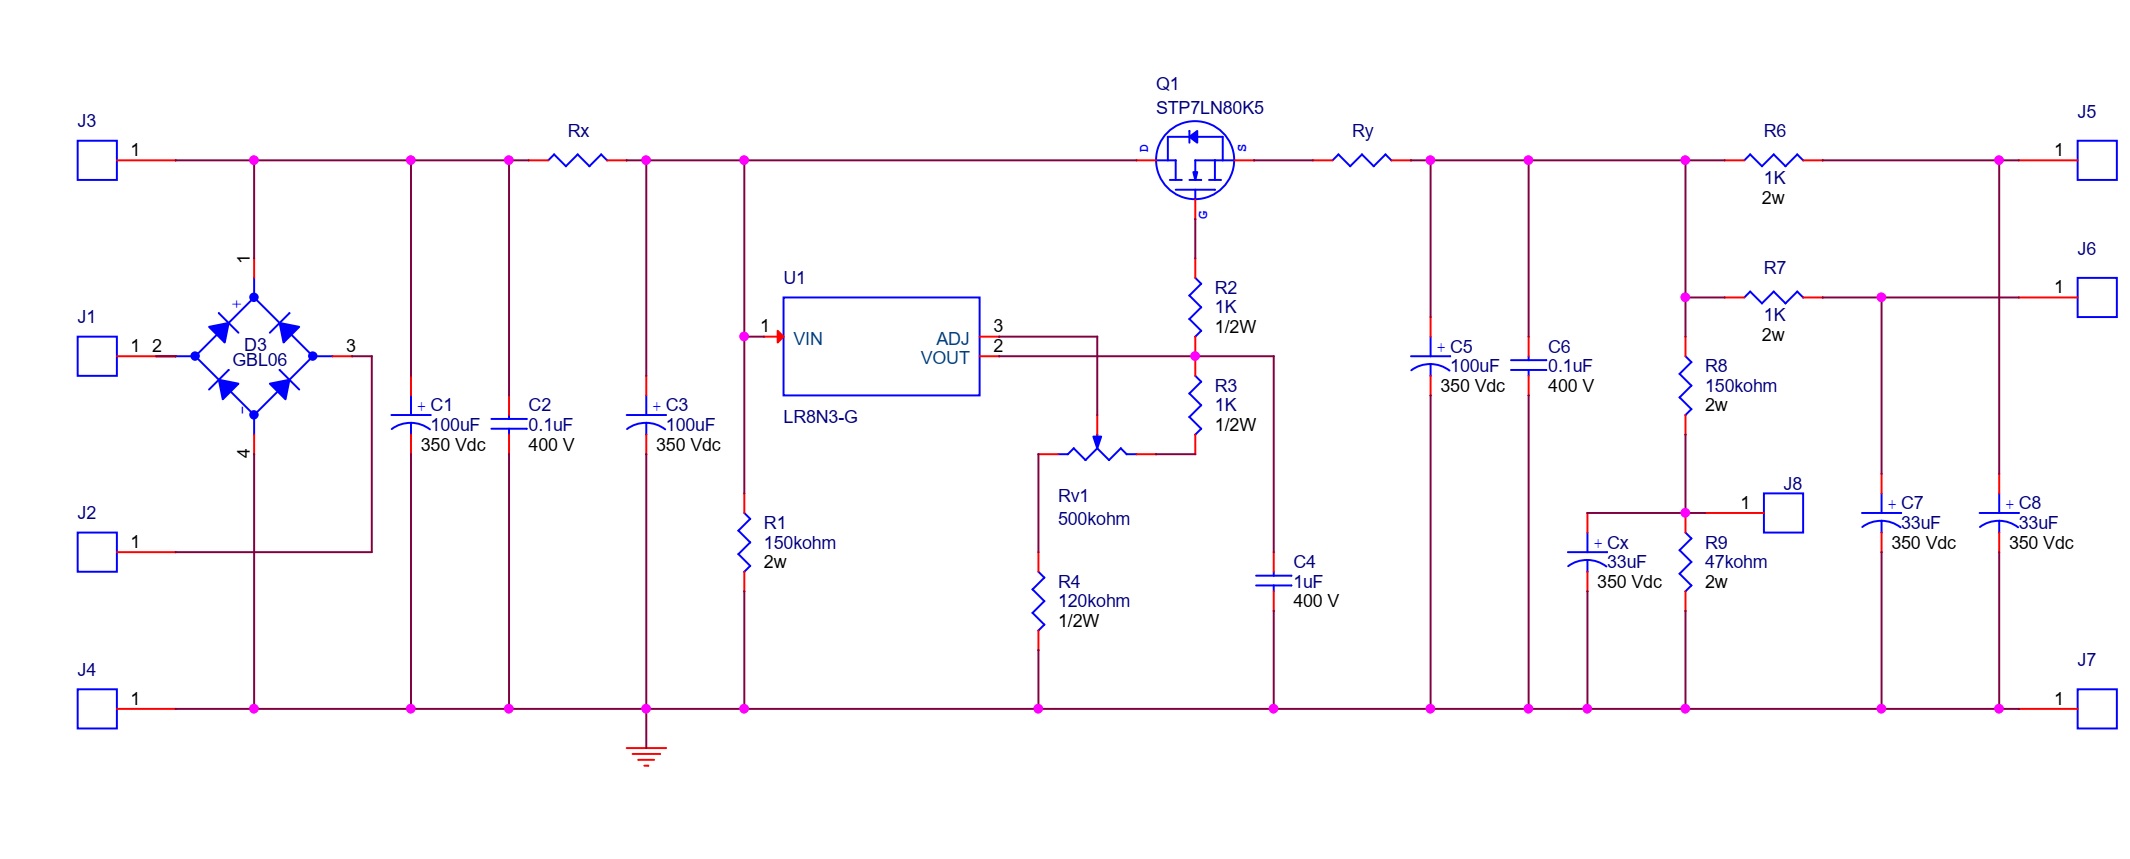 Q1
STP7LN80K5
J3
1
Rx
D
S
G
Ry
R6
1K
2w
J5
1
1
+
D3
GBL06
-
4
J1
1
2
3
U1
1
VIN
ADJ
VOUT
3
2
LR8N3-G
R2
1K
1/2W
R3
1K
1/2W
R7
1K
2w
J6
1
+
C1
100uF
350 Vdc
C2
0.1uF
400 V
+
C3
100uF
350 Vdc
+
C5
100uF
350 Vdc
C6
0.1uF
400 V
R8
150kohm
2w
J2
1
R1
150kohm
2w
Rv1
500kohm
R4
120kohm
1/2W
C4
1uF
400 V
J8
1
+
Cx
33uF
350 Vdc
R9
47kohm
2w
+
C7
33uF
350 Vdc
+
C8
33uF
350 Vdc
J4
1
J7
1